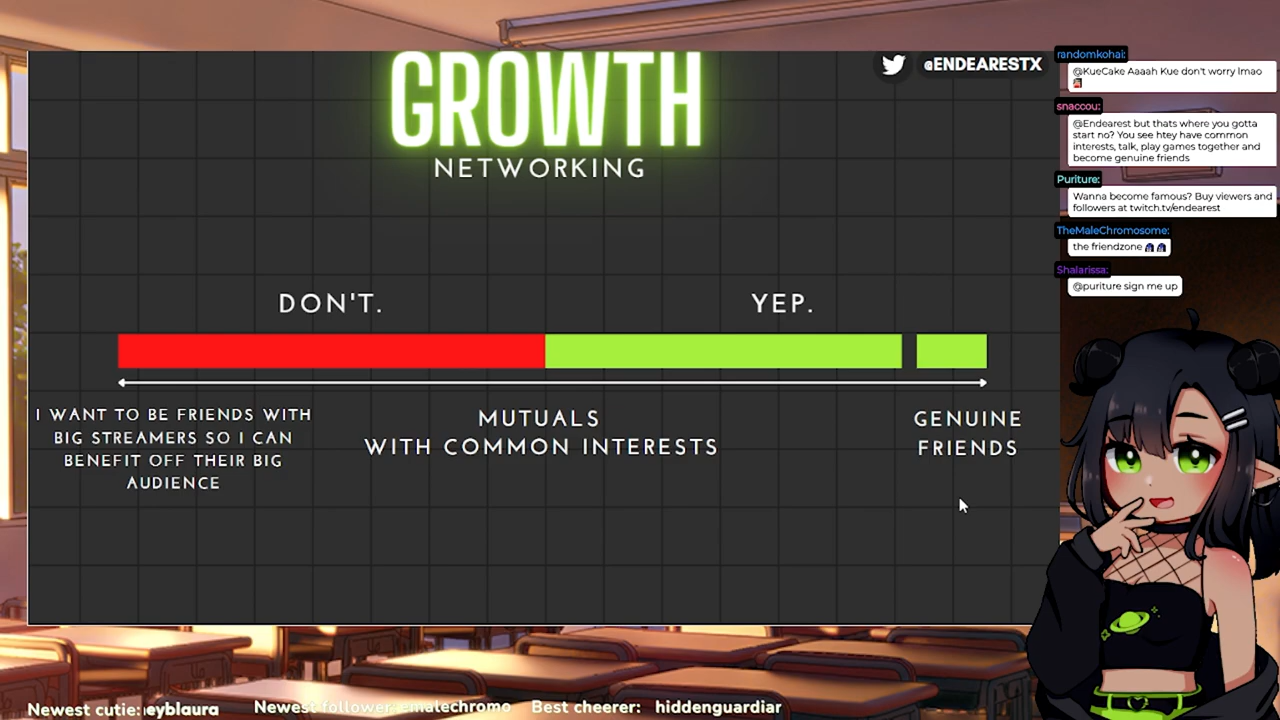 GROWTH
NETWORKING
@ENDEARESTX
DON'T.
YEP.
I WANT TO BE FRIENDS WITH
BIG STREAMERS SO I CAN
BENEFIT OFF THEIR BIG
AUDIENCE
MUTUALS
WITH COMMON INTERESTS
GENUINE
FRIENDS
randomkohai:
@KueCake Aaaah Kue don't worry lmao
snaccou:
@Endearest but thats where you gotta
start no? You see htey have common
interests, talk, play games together and
become genuine friends
Puriture:
Wanna become famous? Buy viewers and
followers at twitch.tv/endearest
TheMaleChromosome:
the friendzone
Shalarissa:
@puriture sign me up
Newest cutie: eyblaura
Newest follower: emalechromo
Best cheerer: hiddenguardiar